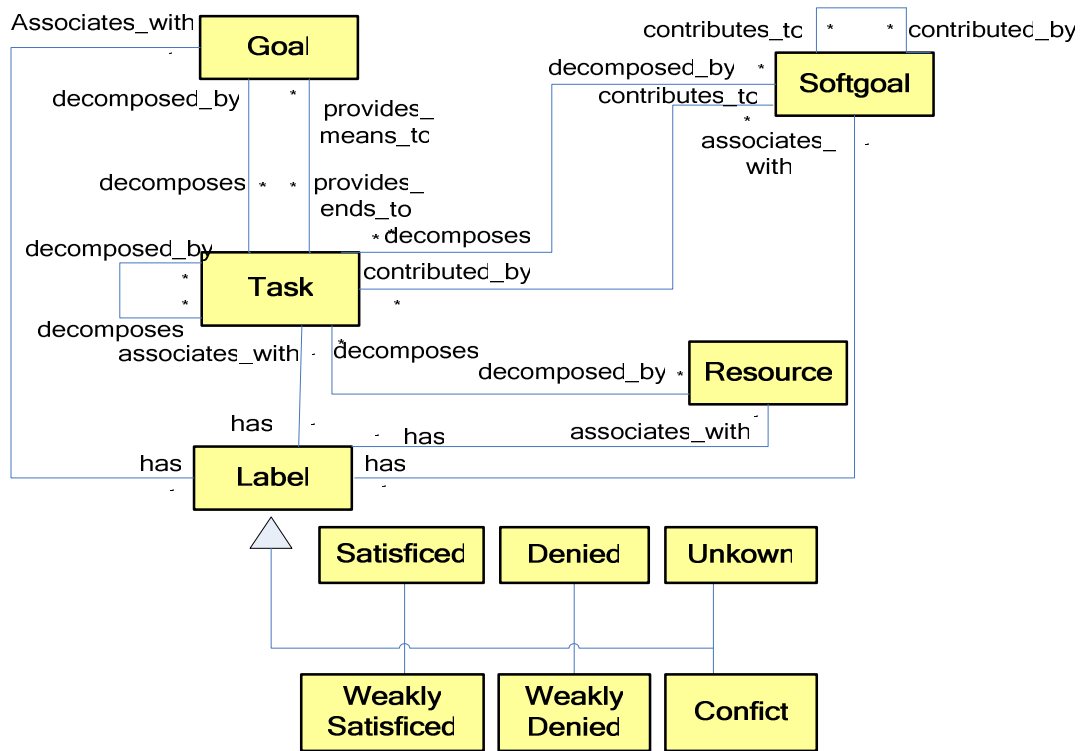 Associates_with
Goal
contributes_to
*
*
contributed_by
decomposed_by
*
Softgoal
decomposed_by
*
provides_
means_to
contributes_to
*
associates_
with
decomposes
*
*
provides_
ends_to
*
*
decomposes
decomposed_by
*
Task
contributed_by
*
*
decomposes
associates_with
*
decomposes
decomposed_by
*
Resource
has
has
associates_with
has
Label
has
Satisficed
Denied
Unkown
Weakly
Satisficed
Weakly
Denied
Confict